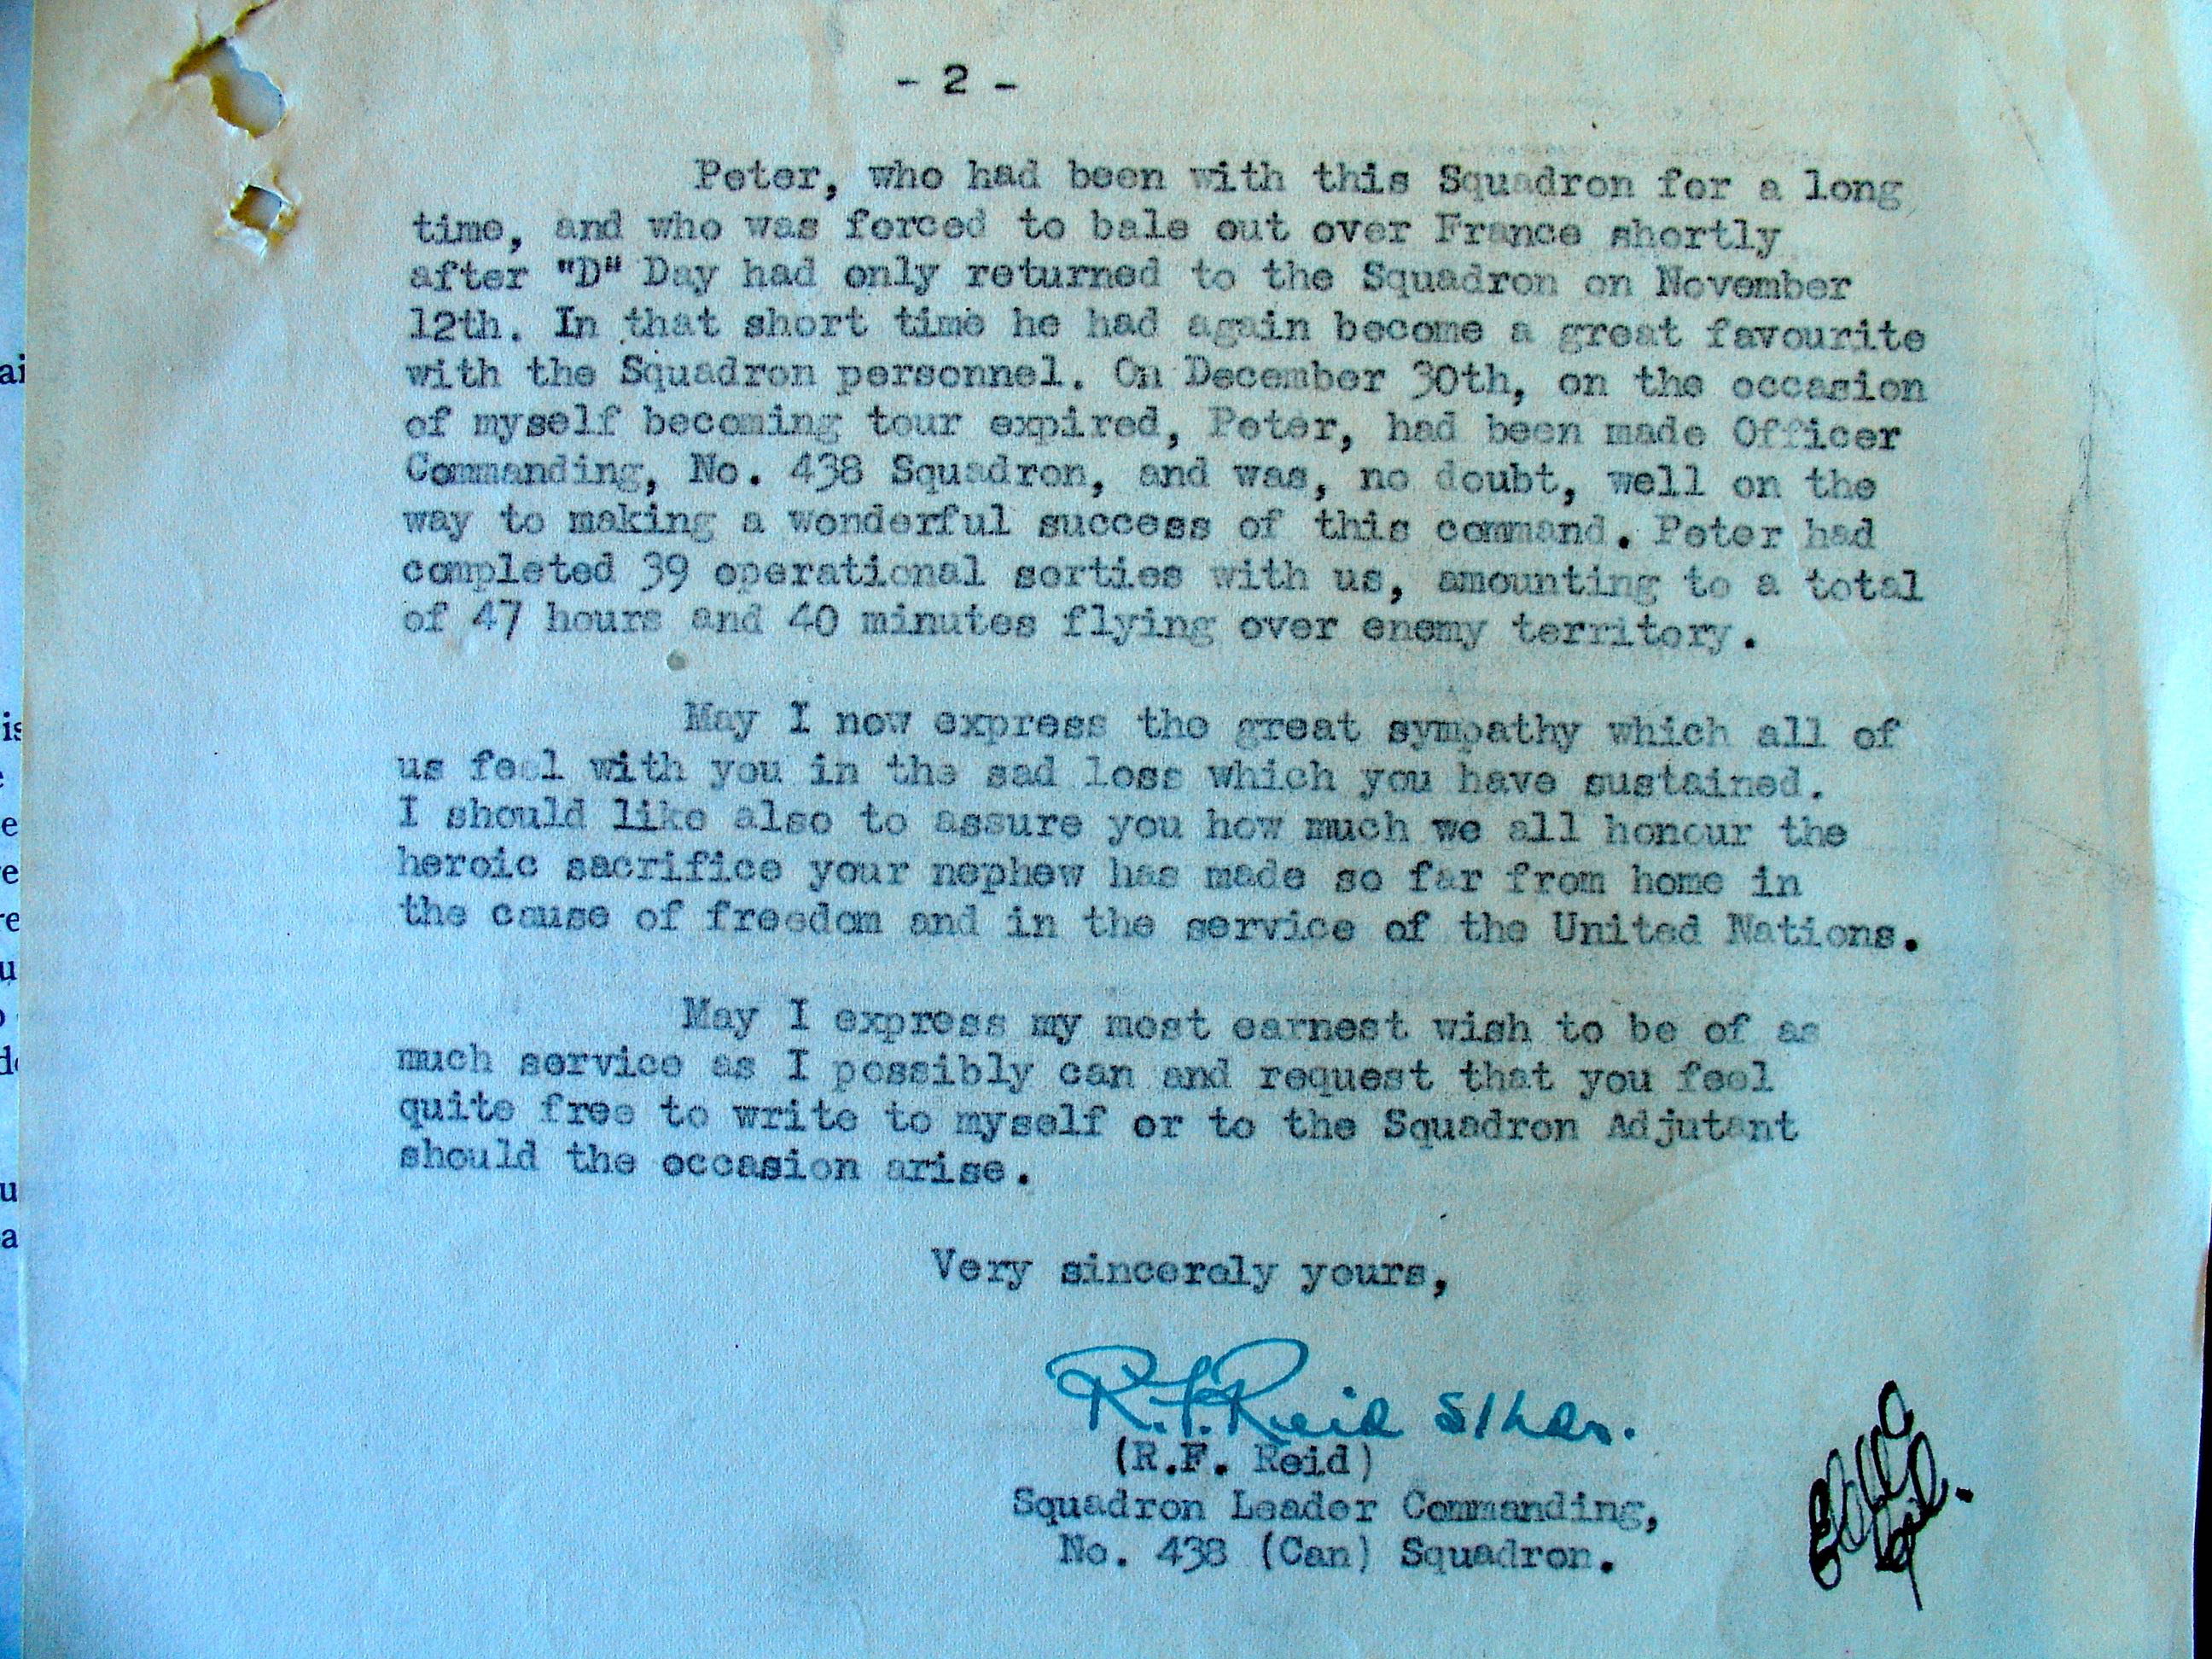 - 2 -
Peter, who had been with this Squadron for a long
time, and who was forced to bale out over France shortly
after "D" Day had only returned to the Squadron on November
12th. In that short time he had again become a great favourite
with the Squadron personnel. On December 30th, on the occasion
of myself becoming tour expired, Peter, had been made Officer
Commanding, No. 438 Squadron, and was, no doubt, well on the
way to making a wonderful success of this command. Peter had
completed 39 operational sorties with us, amounting to a total
of 47 hours and 40 minutes flying over enemy territory.
May I now express the great sympathy which all of
us feel with you in the sad loss which you have sustained.
I should like also to assure you how much we all honour the
heroic sacrifice your nephew has made so far from home in
the cause of freedom and in the service of the United Nations.
May I express my most earnest wish to be of as
much service as I possibly can and request that you feel
quite free to write to myself or to the Squadron Adjutant
should the occasion arise.
Very sincerely yours,
R.F. Reid S/Ldr.
(R.F. Reid)
Squadron Leader Commanding,
No. 438 (Can) Squadron.